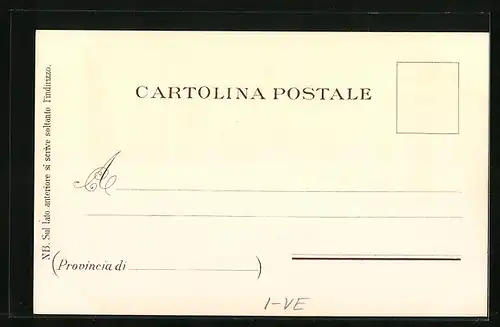 CARTOLINA POSTALE
A
(Provincia di )
NB. Sul lato anteriore si scrive soltanto l'indirizzo.
I-VE